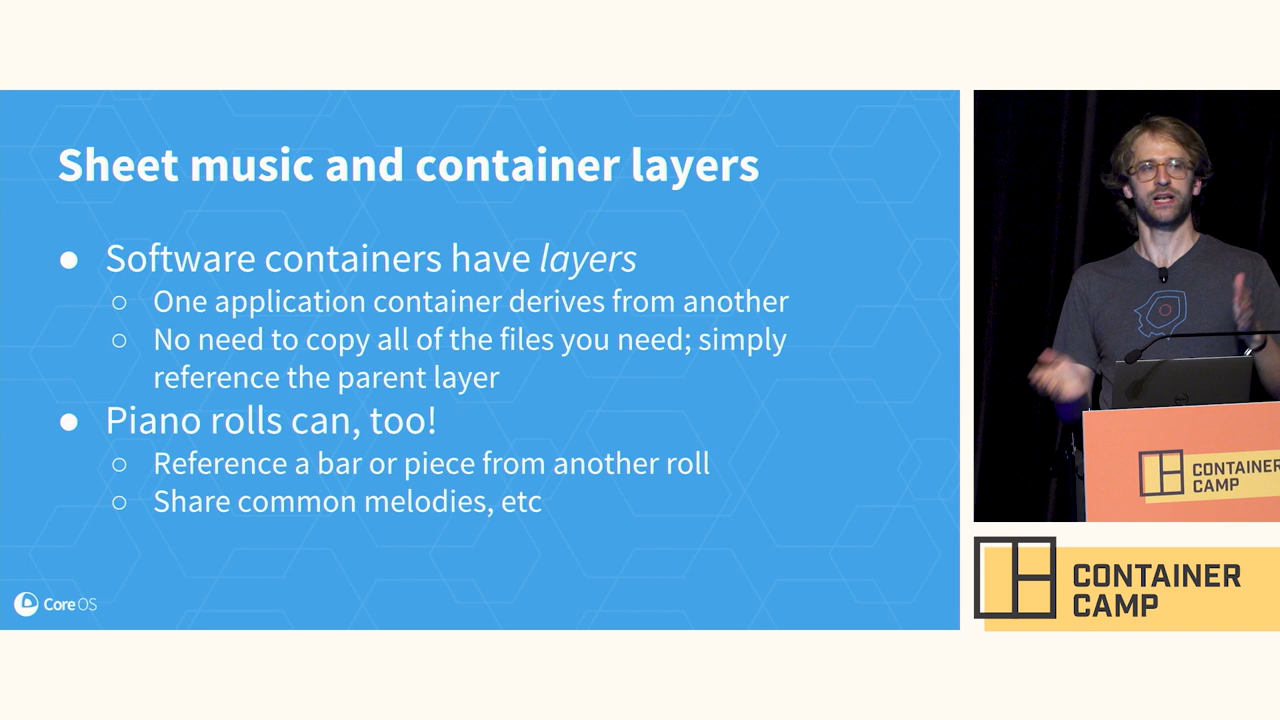 Sheet music and container layers
● Software containers have layers
○ One application container derives from another
○ No need to copy all of the files you need; simply
reference the parent layer
● Piano rolls can, too!
○ Reference a bar or piece from another roll
○ Share common melodies, etc
Core OS
CONTAINER
CAMP
CONTAINER
CAMP